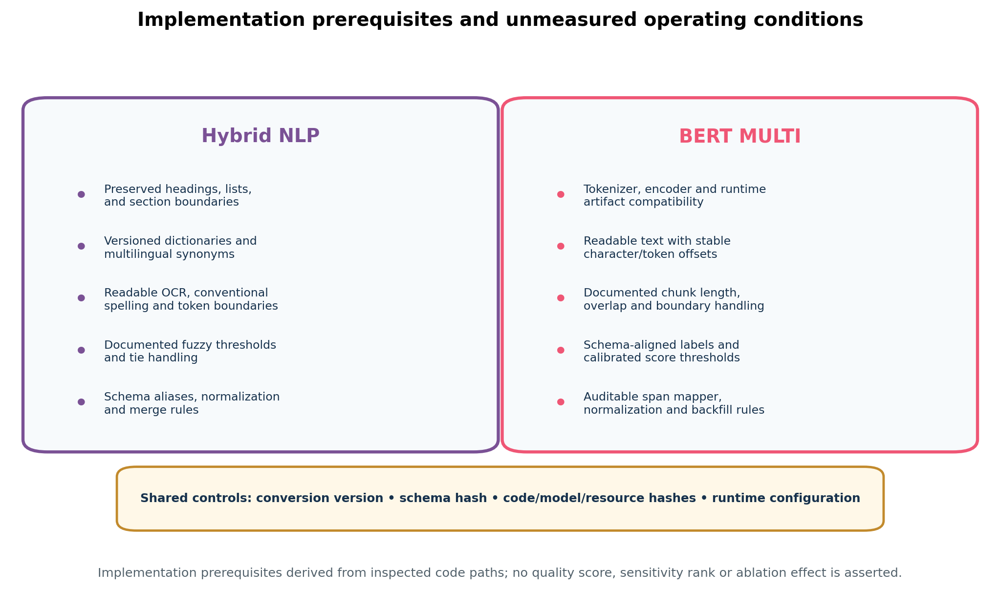 Implementation prerequisites and unmeasured operating conditions
Hybrid NLP
Preserved headings, lists,
and section boundaries
Versioned dictionaries and
multilingual synonyms
Readable OCR, conventional
spelling and token boundaries
Documented fuzzy thresholds
and tie handling
Schema aliases, normalization
and merge rules
BERT MULTI
Tokenizer, encoder and runtime
artifact compatibility
Readable text with stable
character/token offsets
Documented chunk length,
overlap and boundary handling
Schema-aligned labels and
calibrated score thresholds
Auditable span mapper,
normalization and backfill rules
Shared controls: conversion version • schema hash • code/model/resource hashes • runtime configuration
Implementation prerequisites derived from inspected code paths; no quality score, sensitivity rank or ablation effect is asserted.